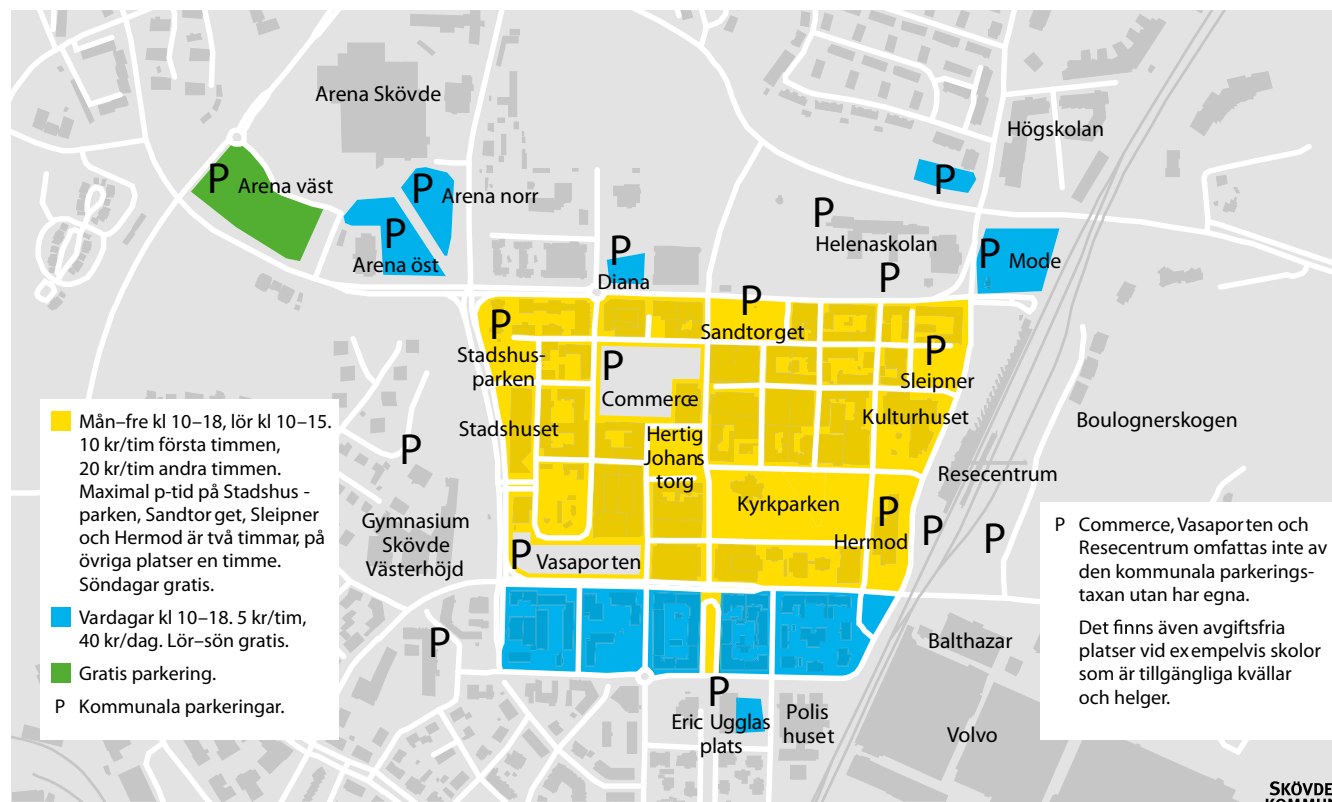 Arena Skövde
Högskolan
P Arena väst
P Arena norr
P
P
Arena öst
P
Helenaskolan
P Mode
P
Diana
P
P
Sandtorget
P
Stadshus-
parken
P
Commerce
P
Sleipner
Kulturhuset
Boulognerskogen
Stadshuset
Hertig
Johans
torg
Resecentrum
P
Kyrkparken
P
Hermod
P
P
Gymnasium
Skövde
Västerhöjd
P Vasaporten
P
Balthazar
P
Eric Ugglas
plats
Polis
huset
Volvo
Mån–fre kl 10–18, lör kl 10–15.
10 kr/tim första timmen,
20 kr/tim andra timmen.
Maximal p-tid på Stadshus -
parken, Sandtorget, Sleipner
och Hermod är två timmar, på
övriga platser en timme.
Söndagar gratis.
Vardagar kl 10–18. 5 kr/tim,
40 kr/dag. Lör–sön gratis.
Gratis parkering.
P Kommunala parkeringar.
P Commerce, Vasaporten och
Resecentrum omfattas inte av
den kommunala parkerings-
taxan utan har egna.
Det finns även avgiftsfria
platser vid exempelvis skolor
som är tillgängliga kvällar
och helger.
SKÖVDE
KOMMUN